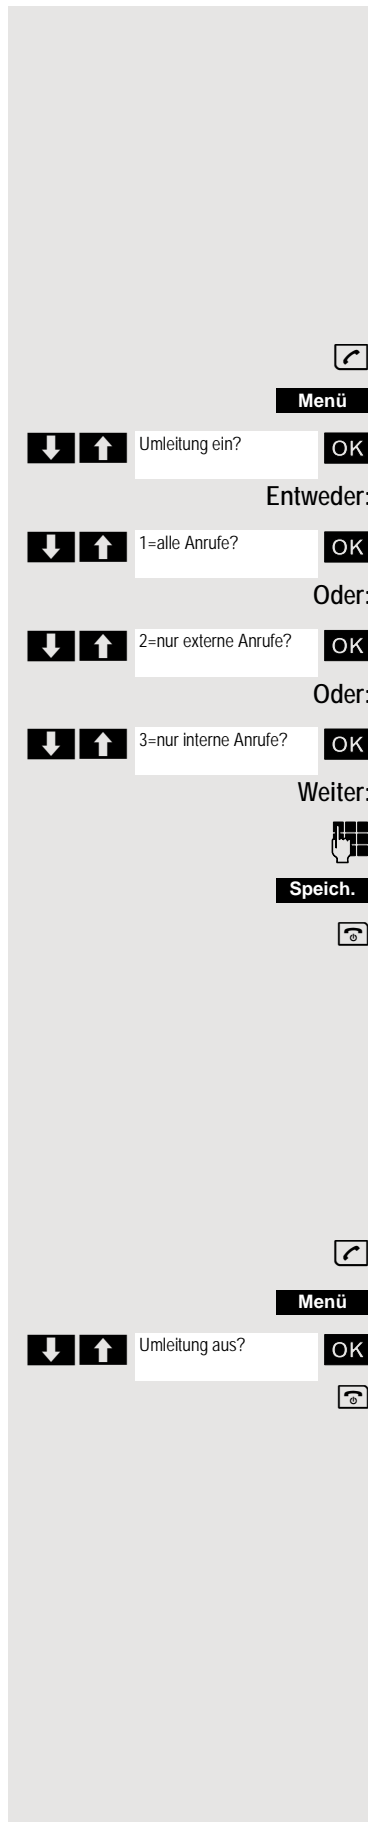 Menü
Umleitung ein? OK
Entweder:
1=alle Anrufe? OK
Oder:
2=nur externe Anrufe? OK
Oder:
3=nur interne Anrufe? OK
Weiter:
Speich.
Menü
Umleitung aus? OK